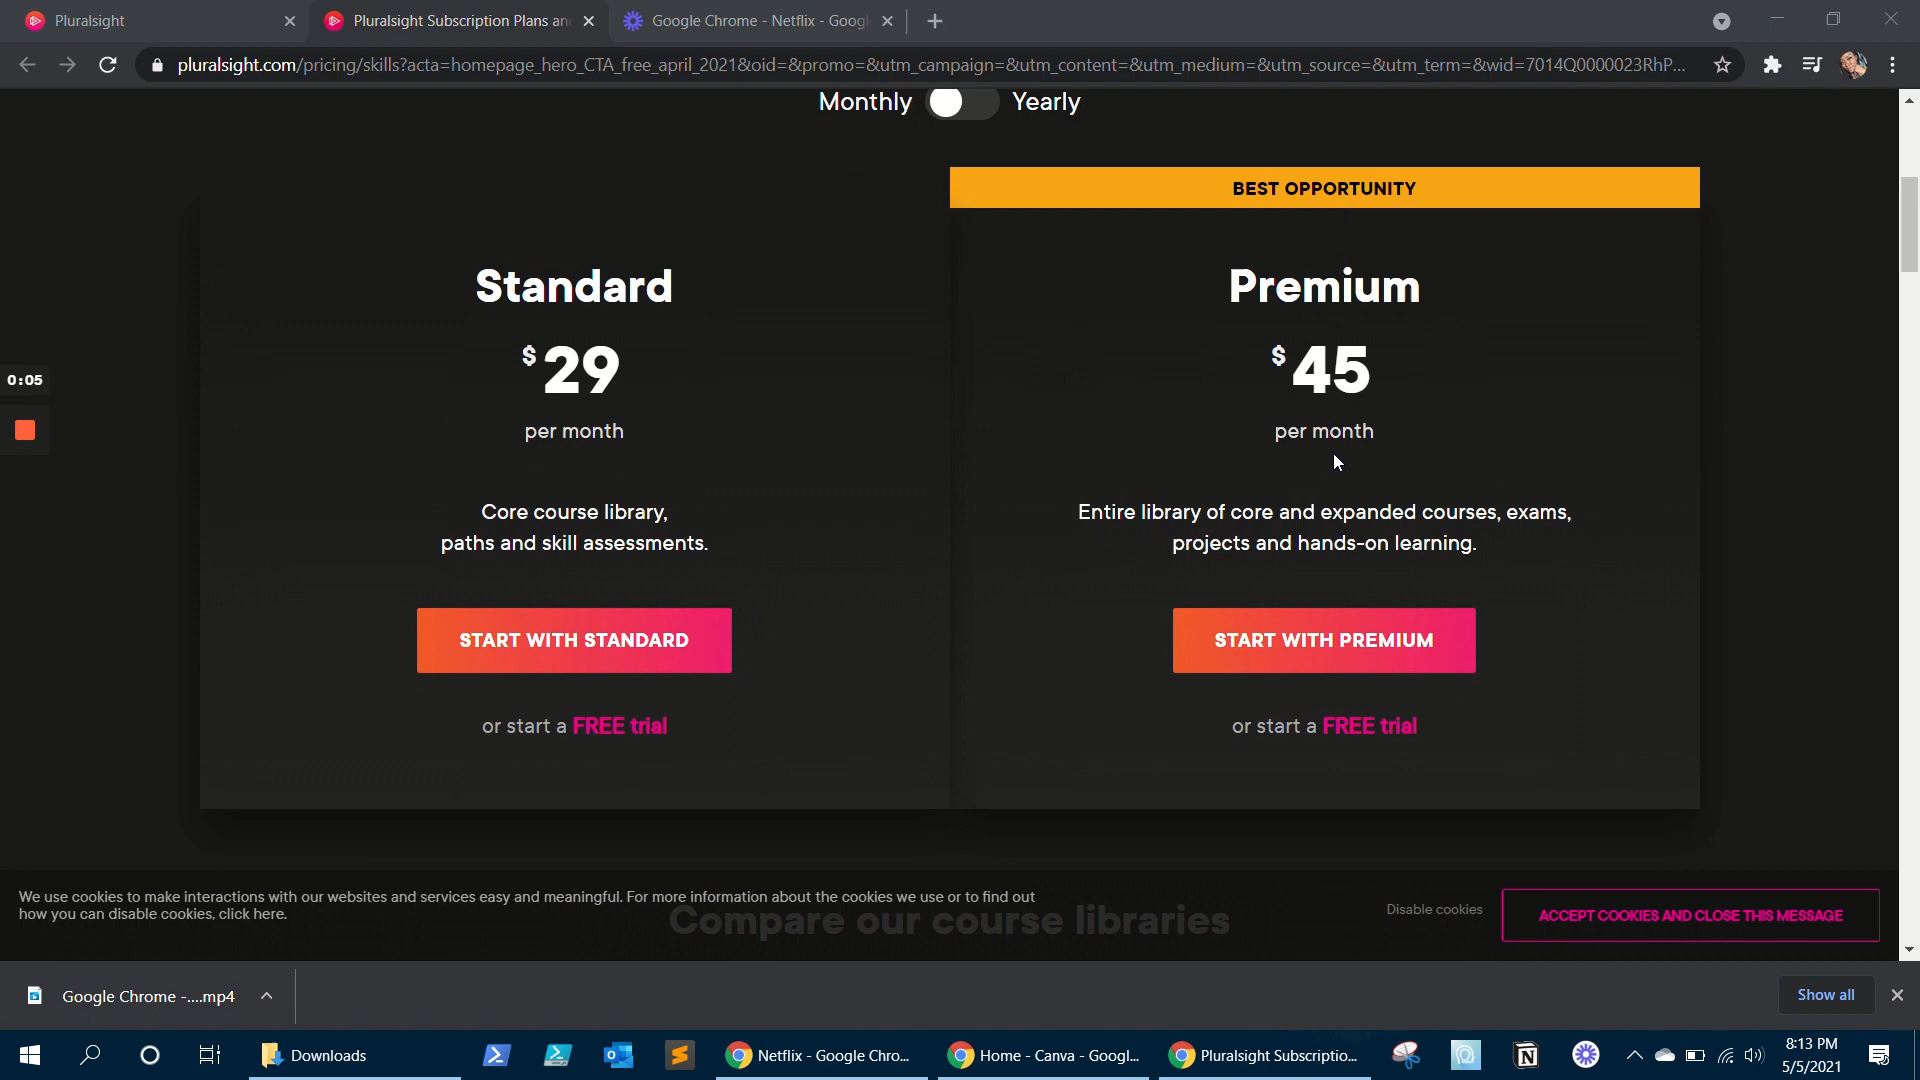 Pluralsight
Pluralsight Subscription Plans an
Google Chrome - Netflix - Googl
pluralsight.com/pricing/skills?acta=homepage_hero_CTA_free_april_2021&oid=&promo=&utm_campaign=&utm_content=&utm_medium=&utm_source=&utm_term=&wid=7014Q0000023RhP...
Monthly Yearly
BEST OPPORTUNITY
Standard
$29
per month
Core course library,
paths and skill assessments.
START WITH STANDARD
or start a FREE trial
Premium
$45
per month
Entire library of core and expanded courses, exams,
projects and hands-on learning.
START WITH PREMIUM
or start a FREE trial
0:05
We use cookies to make interactions with our websites and services easy and meaningful. For more information about the cookies we use or to find out
how you can disable cookies, click here.
Compare our course libraries
Disable cookies
ACCEPT COOKIES AND CLOSE THIS MESSAGE
Google Chrome -....mp4
Show all
Downloads
Netflix - Google Chro...
Home - Canva - Googl...
Pluralsight Subscriptio...
8:13 PM
5/5/2021